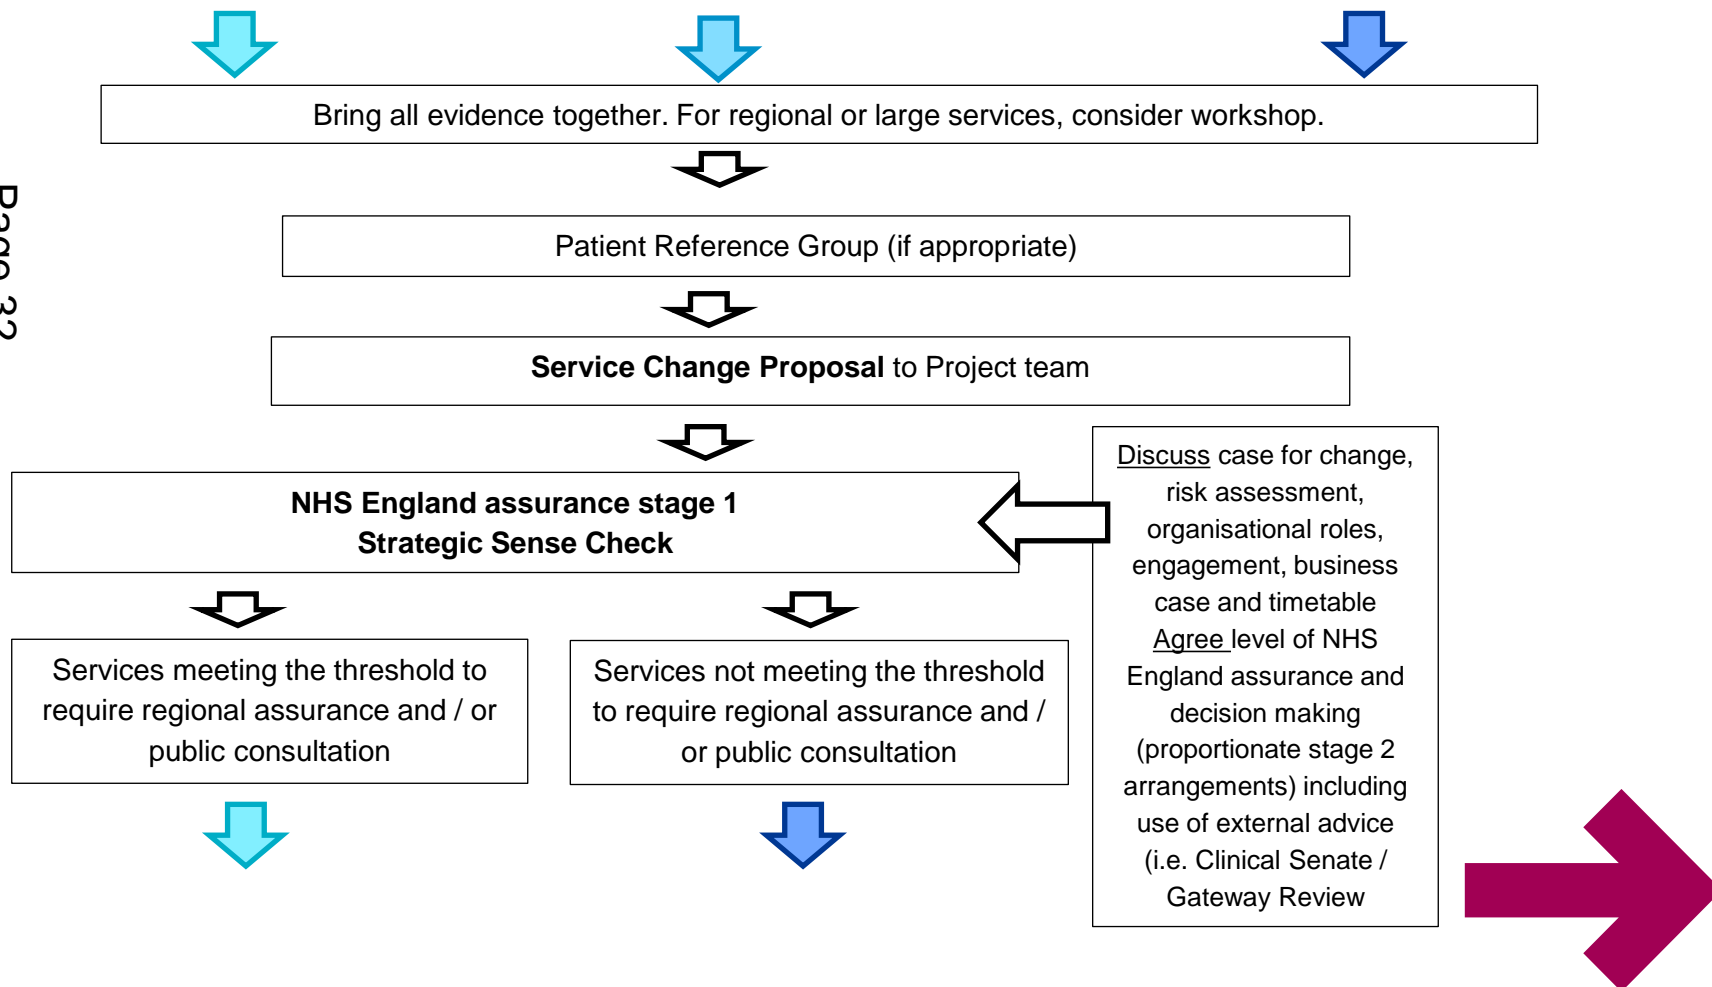 Bring all evidence together. For regional or large services, consider workshop.
Page 32
Patient Reference Group (if appropriate)
Service Change Proposal to Project team
NHS England assurance stage 1
Strategic Sense Check
Discuss case for change,
risk assessment,
organisational roles,
engagement, business
case and timetable
Agree level of NHS
England assurance and
decision making
(proportionate stage 2
arrangements) including
use of external advice
(i.e. Clinical Senate /
Gateway Review
Services meeting the threshold to
require regional assurance and / or
public consultation
Services not meeting the threshold
to require regional assurance and /
or public consultation